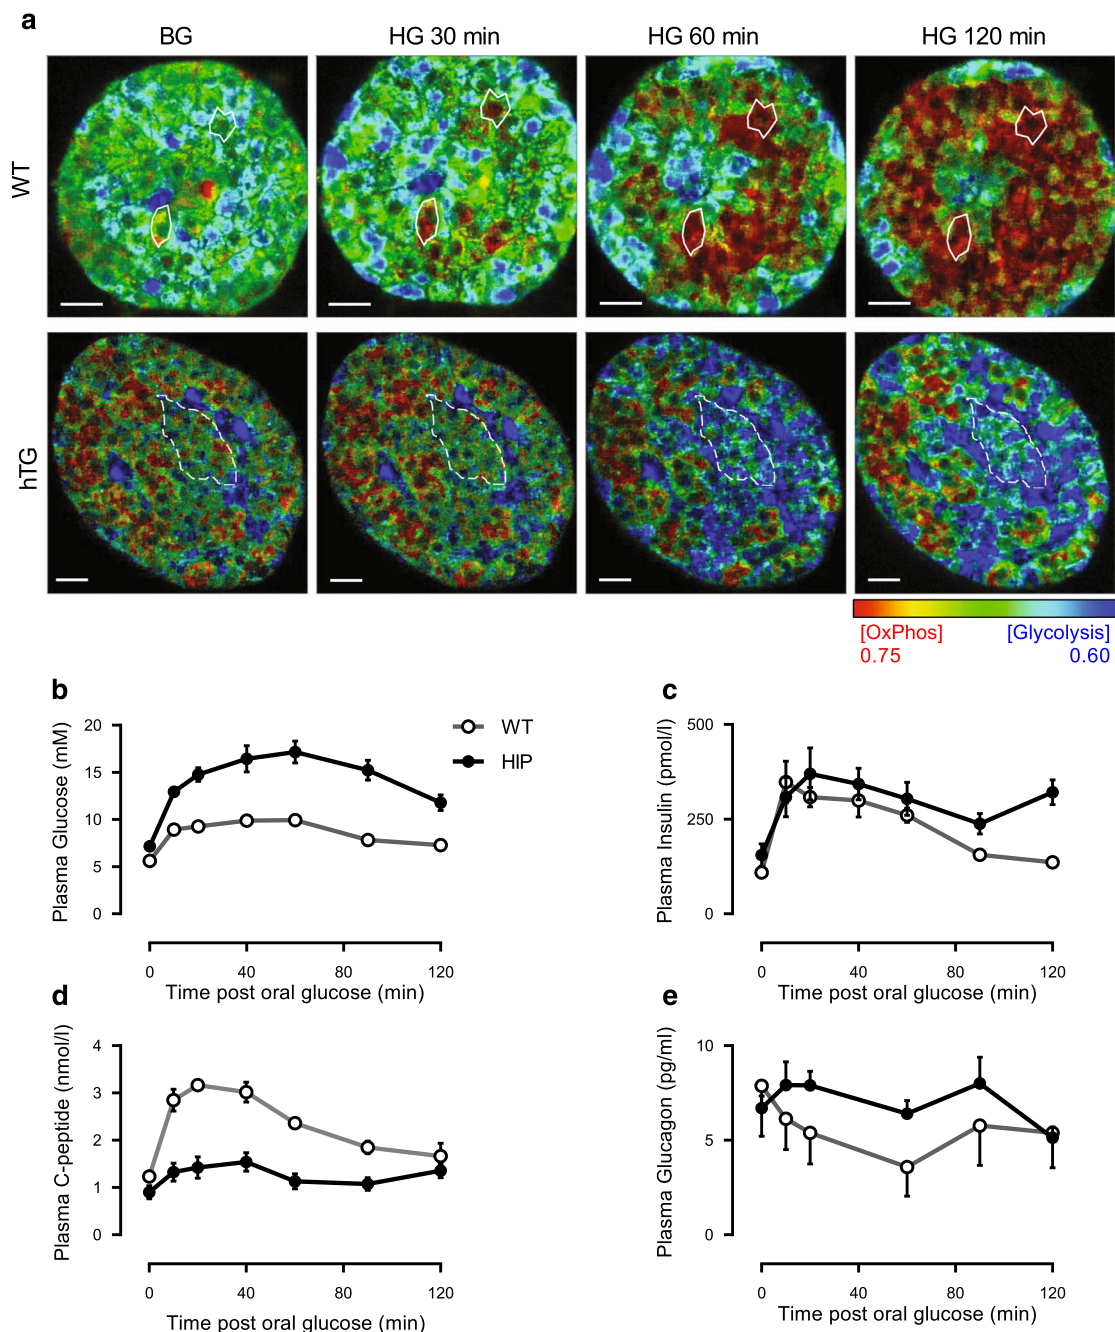 a
BG
HG 30 min
HG 60 min
HG 120 min
WT
hTG
[OxPhos]
0.75
[Glycolysis]
0.60
b
Plasma Glucose (mM)
20
15
10
5
0
WT
HIP
0 40 80 120
Time post oral glucose (min)
c
Plasma Insulin (pmol/l)
500
250
0
0 40 80 120
Time post oral glucose (min)
d
Plasma C-peptide (nmol/l)
4
3
2
1
0
0 40 80 120
Time post oral glucose (min)
e
Plasma Glucagon (pg/ml)
10
5
0
0 40 80 120
Time post oral glucose (min)